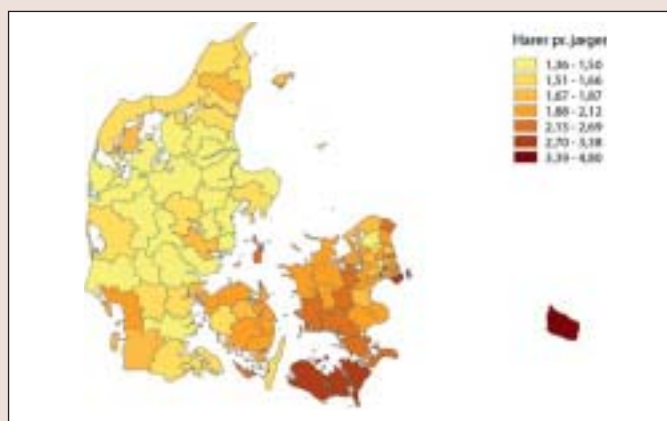 Harer pr. jæger
1,36 - 1,50
1,51 - 1,66
1,67 - 1,87
1,88 - 2,12
2,13 - 2,69
2,70 - 3,38
3,39 - 4,80